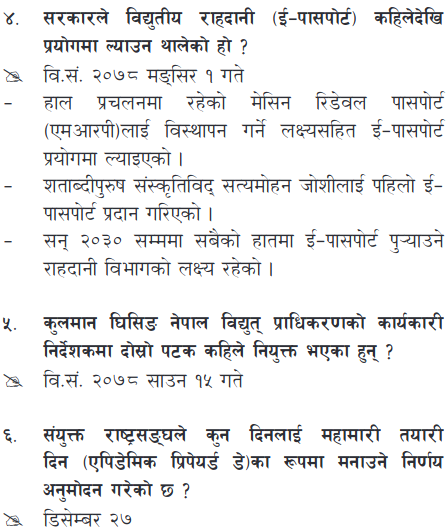 ४. सरकारले विद्युतीय राहदानी (ई-पासपोर्ट) कहिलेदेखि
प्रयोगमा ल्याउन थालेको हो ?
वि.सं. २०७८ मङ्सिर १ गते
- हाल प्रचलनमा रहेको मेसिन रिडेवल पासपोर्ट
(एमआरपी)लाई विस्थापन गर्ने लक्ष्यसहित ई-पासपोर्ट
प्रयोगमा ल्याइएको ।
- शताब्दीपुरुष संस्कृतिविद् सत्यमोहन जोशीलाई पहिलो ई-
पासपोर्ट प्रदान गरिएको ।
- सन् २०३० सम्ममा सबैको हातमा ई-पासपोर्ट पुऱ्याउने
राहदानी विभागको लक्ष्य रहेको ।
५. कुलमान घिसिङ नेपाल विद्युत् प्राधिकरणको कार्यकारी
निर्देशकमा दोस्रो पटक कहिले नियुक्त भएका हुन् ?
वि.सं. २०७८ साउन १५ गते
६. संयुक्त राष्ट्रसङ्घले कुन दिनलाई महामारी तयारी
दिन (एपिडेमिक प्रिपेयर्ड डे)का रूपमा मनाउने निर्णय
अनुमोदन गरेको छ ?
डिसेम्बर २७